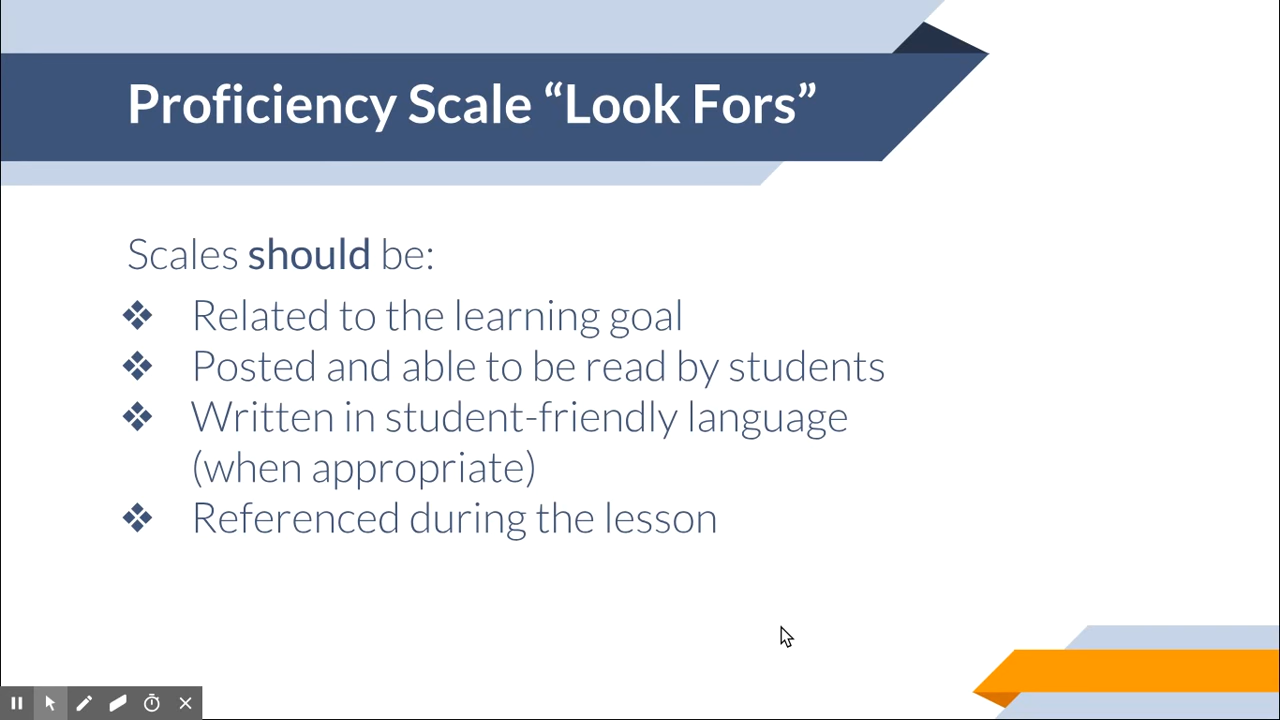 Proficiency Scale “Look Fors”
Scales should be:
❖ Related to the learning goal
❖ Posted and able to be read by students
❖ Written in student-friendly language
(when appropriate)
❖ Referenced during the lesson